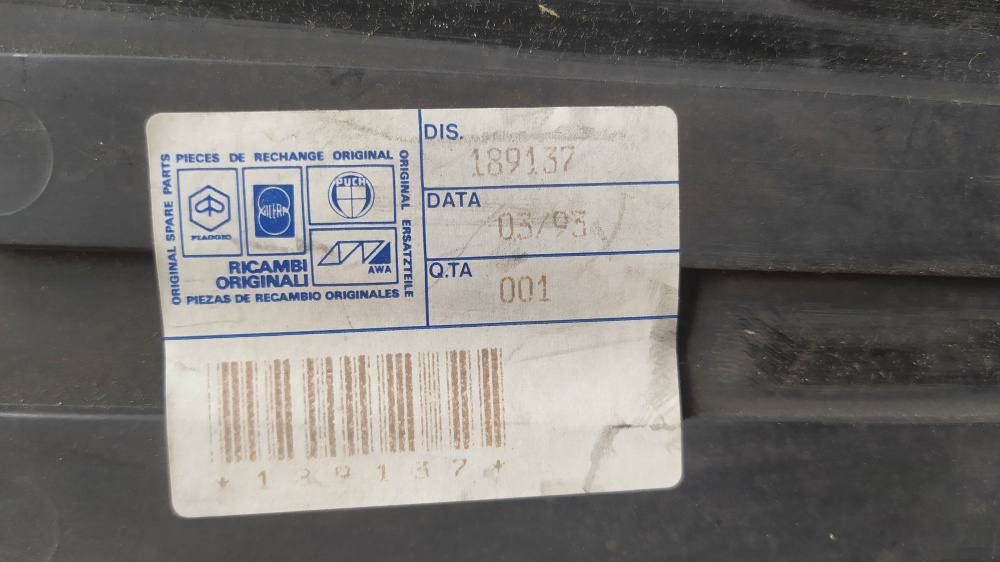 PIECES DE RECHANGE ORIGINAL
ORIGINAL SPARE PARTS
ORIGINAL ERSATZTEILE
PIAGGIO
GILERA
PUCH
AWA
RICAMBI
ORIGINALI
PIEZAS DE RECAMBIO ORIGINALES
DIS.
189137
DATA
03/93
Q.TA
001
*189137*